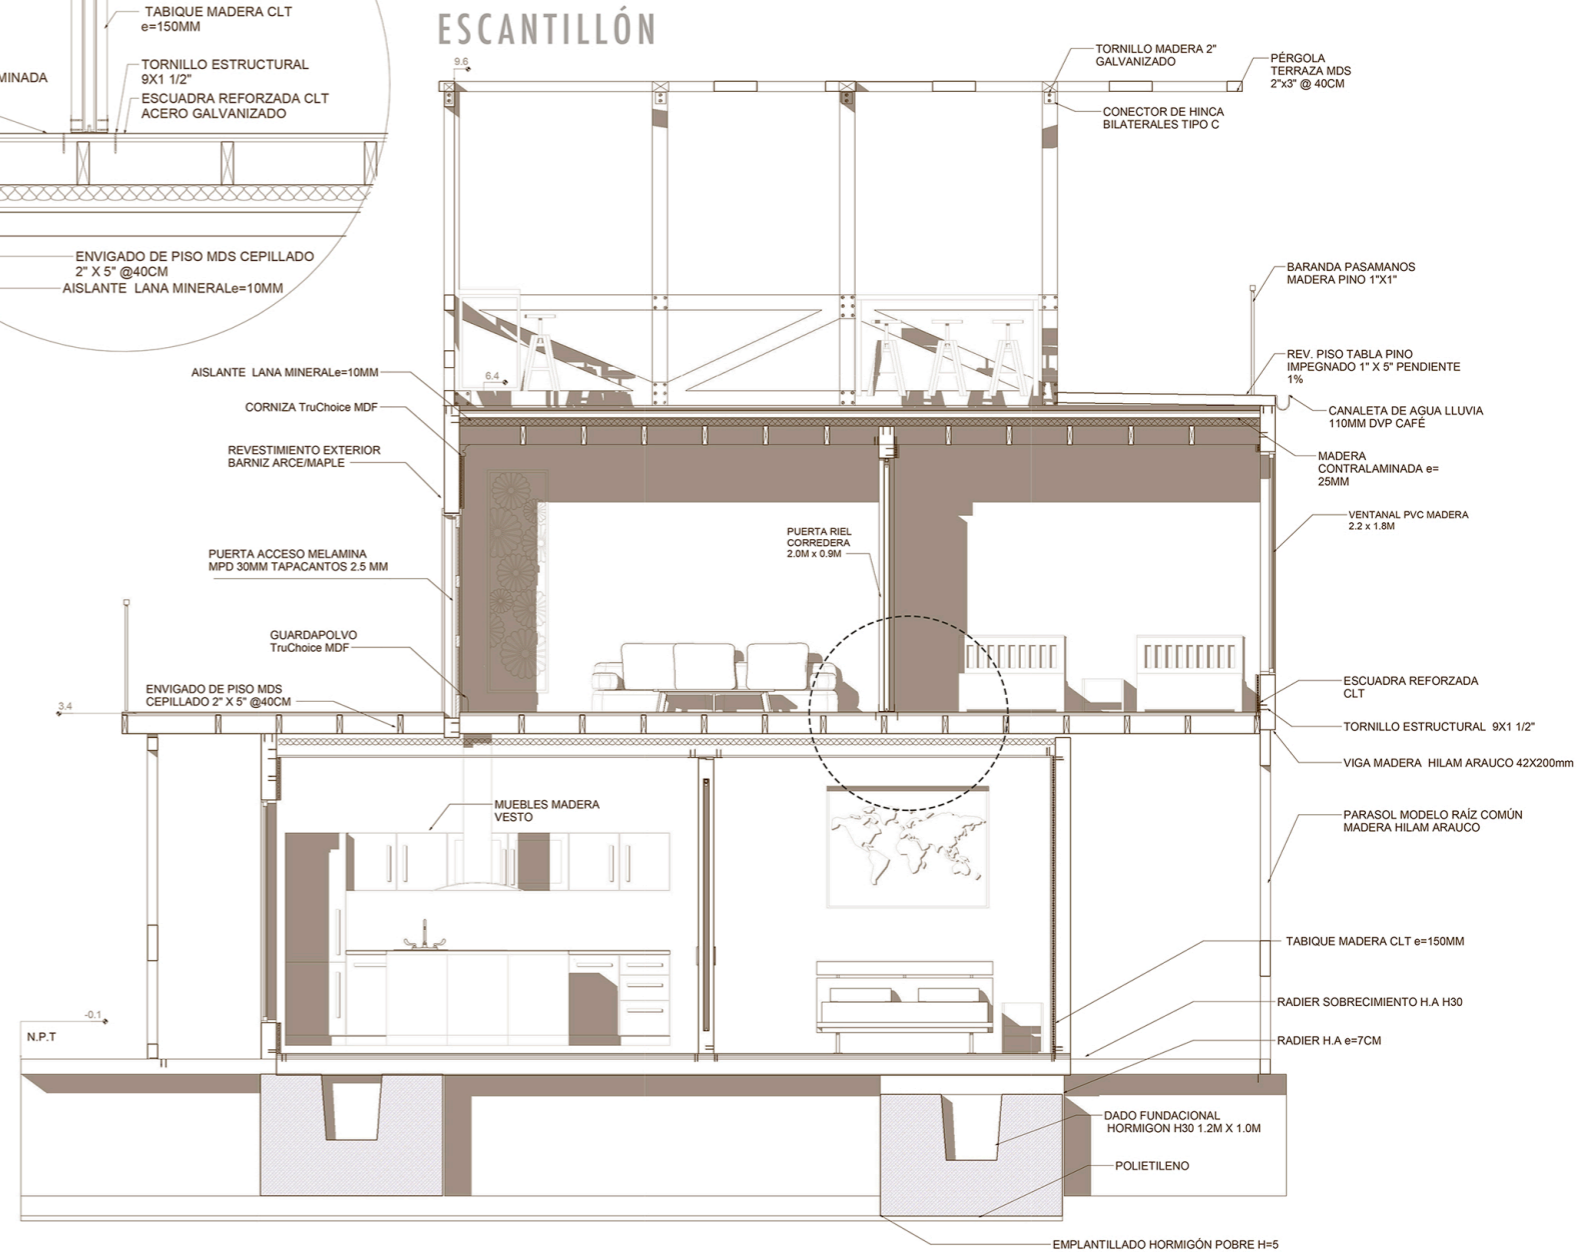 ESCANTILLÓN
TABIQUE MADERA CLT
e=150MM
MINADA
TORNILLO ESTRUCTURAL
9X1 1/2"
ESCUADRA REFORZADA CLT
ACERO GALVANIZADO
ENVIGADO DE PISO MDS CEPILLADO
2" X 5" @40CM
AISLANTE LANA MINERALe=10MM
9.6
TORNILLO MADERA 2"
GALVANIZADO
PÉRGOLA
TERRAZA MDS
2"x3" @ 40CM
CONECTOR DE HINCA
BILATERALES TIPO C
BARANDA PASAMANOS
MADERA PINO 1"X1"
REV. PISO TABLA PINO
IMPEGNADO 1" X 5" PENDIENTE
1%
6.4
AISLANTE LANA MINERALe=10MM
CORNIZA TruChoice MDF
CANALETA DE AGUA LLUVIA
110MM DVP CAFÉ
REVESTIMIENTO EXTERIOR
BARNIZ ARCE/MAPLE
MADERA
CONTRALAMINADA e=
25MM
VENTANAL PVC MADERA
2.2 x 1.8M
PUERTA RIEL
CORREDERA
2.0M x 0.9M
PUERTA ACCESO MELAMINA
MPD 30MM TAPACANTOS 2.5 MM
GUARDAPOLVO
TruChoice MDF
ENVIGADO DE PISO MDS
CEPILLADO 2" X 5" @40CM
3.4
ESCUADRA REFORZADA
CLT
TORNILLO ESTRUCTURAL 9X1 1/2"
VIGA MADERA HILAM ARAUCO 42X200mm
MUEBLES MADERA
VESTO
PARASOL MODELO RAÍZ COMÚN
MADERA HILAM ARAUCO
TABIQUE MADERA CLT e=150MM
RADIER SOBRECIMIENTO H.A H30
-0.1
N.P.T
RADIER H.A e=7CM
DADO FUNDACIONAL
HORMIGON H30 1.2M X 1.0M
POLIETILENO
EMPLANTILLADO HORMIGÓN POBRE H=5